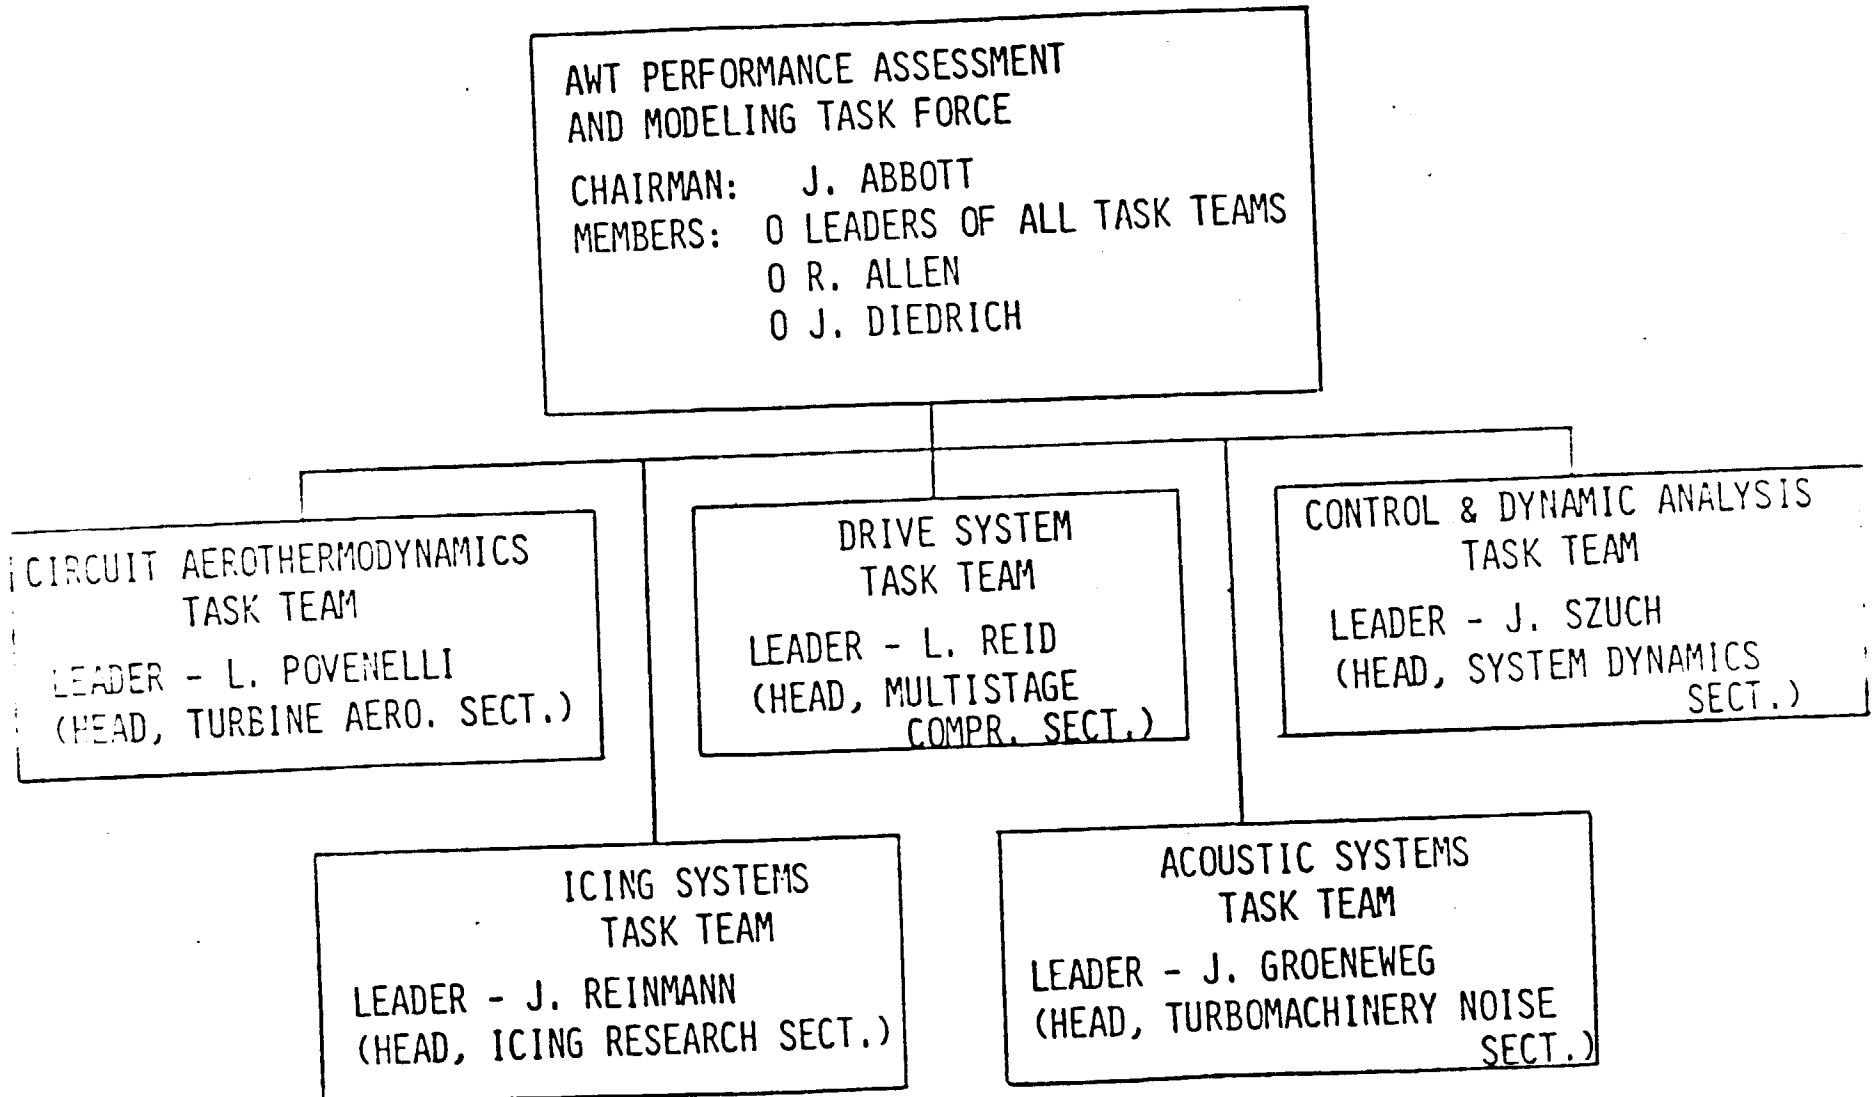 AWT PERFORMANCE ASSESSMENT
AND MODELING TASK FORCE
CHAIRMAN: J. ABBOTT
MEMBERS: O LEADERS OF ALL TASK TEAMS
O R. ALLEN
O J. DIEDRICH
CIRCUIT AEROTHERMODYNAMICS
TASK TEAM
LEADER - L. POVENELLI
(HEAD, TURBINE AERO. SECT.)
DRIVE SYSTEM
TASK TEAM
LEADER - L. REID
(HEAD, MULTISTAGE
COMPR. SECT.)
CONTROL & DYNAMIC ANALYSIS
TASK TEAM
LEADER - J. SZUCH
(HEAD, SYSTEM DYNAMICS
SECT.)
ICING SYSTEMS
TASK TEAM
LEADER - J. REINMANN
(HEAD, ICING RESEARCH SECT.)
ACOUSTIC SYSTEMS
TASK TEAM
LEADER - J. GROENEWEG
(HEAD, TURBOMACHINERY NOISE
SECT.)